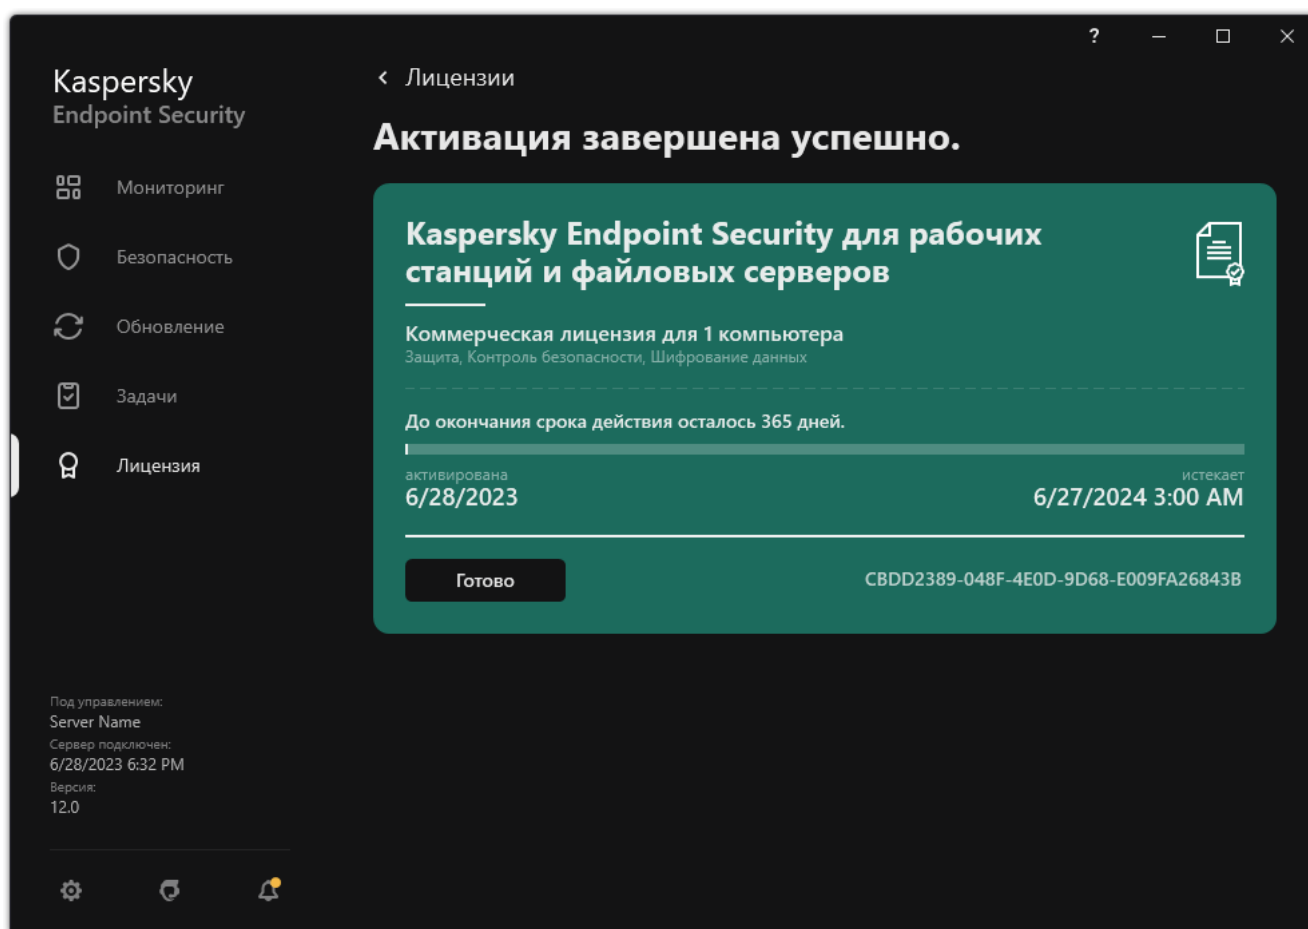 ?
Kaspersky
Endpoint Security
Мониторинг
Безопасность
Обновление
Задачи
Лицензия
Под управлением:
Server Name
Сервер подключен:
6/28/2023 6:32 PM
Версия:
12.0
Лицензии
Активация завершена успешно.
Kaspersky Endpoint Security для рабочих
станций и файловых серверов
Коммерческая лицензия для 1 компьютера
Защита, Контроль безопасности, Шифрование данных
До окончания срока действия осталось 365 дней.
активирована
6/28/2023
истекает
6/27/2024 3:00 AM
Готово
CBDD2389-048F-4E0D-9D68-E009FA26843B